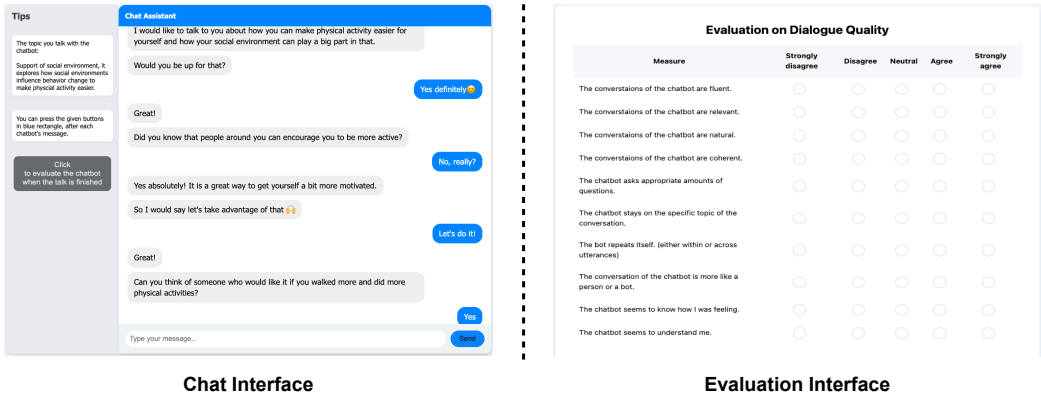 Tips
The topic you talk with the
chatbot:
Support of social environment, it
explores how social environments
influence behavior change to
make physcial activity easier.
You can press the given buttons
in blue rectangle, after each
chatbot's message.
Click
to evaluate the chatbot
when the talk is finished
Chat Assistant
I would like to talk to you about how you can make physical activity easier for
yourself and how your social environment can play a big part in that.
Would you be up for that?
Yes definitely😊
Great!
Did you know that people around you can encourage you to be more active?
No, really?
Yes absolutely! It is a great way to get yourself a bit more motivated.
So I would say let's take advantage of that 🙌
Let's do it!
Great!
Can you think of someone who would like it if you walked more and did more
physical activities?
Yes
Type your message...
Send
Chat Interface
Evaluation on Dialogue Quality
Measure
Strongly
disagree
Disagree
Neutral
Agree
Strongly
agree
The converstaions of the chatbot are fluent.
The converstaions of the chatbot are relevant.
The converstaions of the chatbot are natural.
The converstaions of the chatbot are coherent.
The chatbot asks appropriate amounts of
questions.
The chatbot stays on the specific topic of the
conversation.
The bot repeats itself. (either within or across
utterances)
The conversation of the chatbot is more like a
person or a bot.
The chatbot seems to know how I was feeling.
The chatbot seems to understand me.
Evaluation Interface